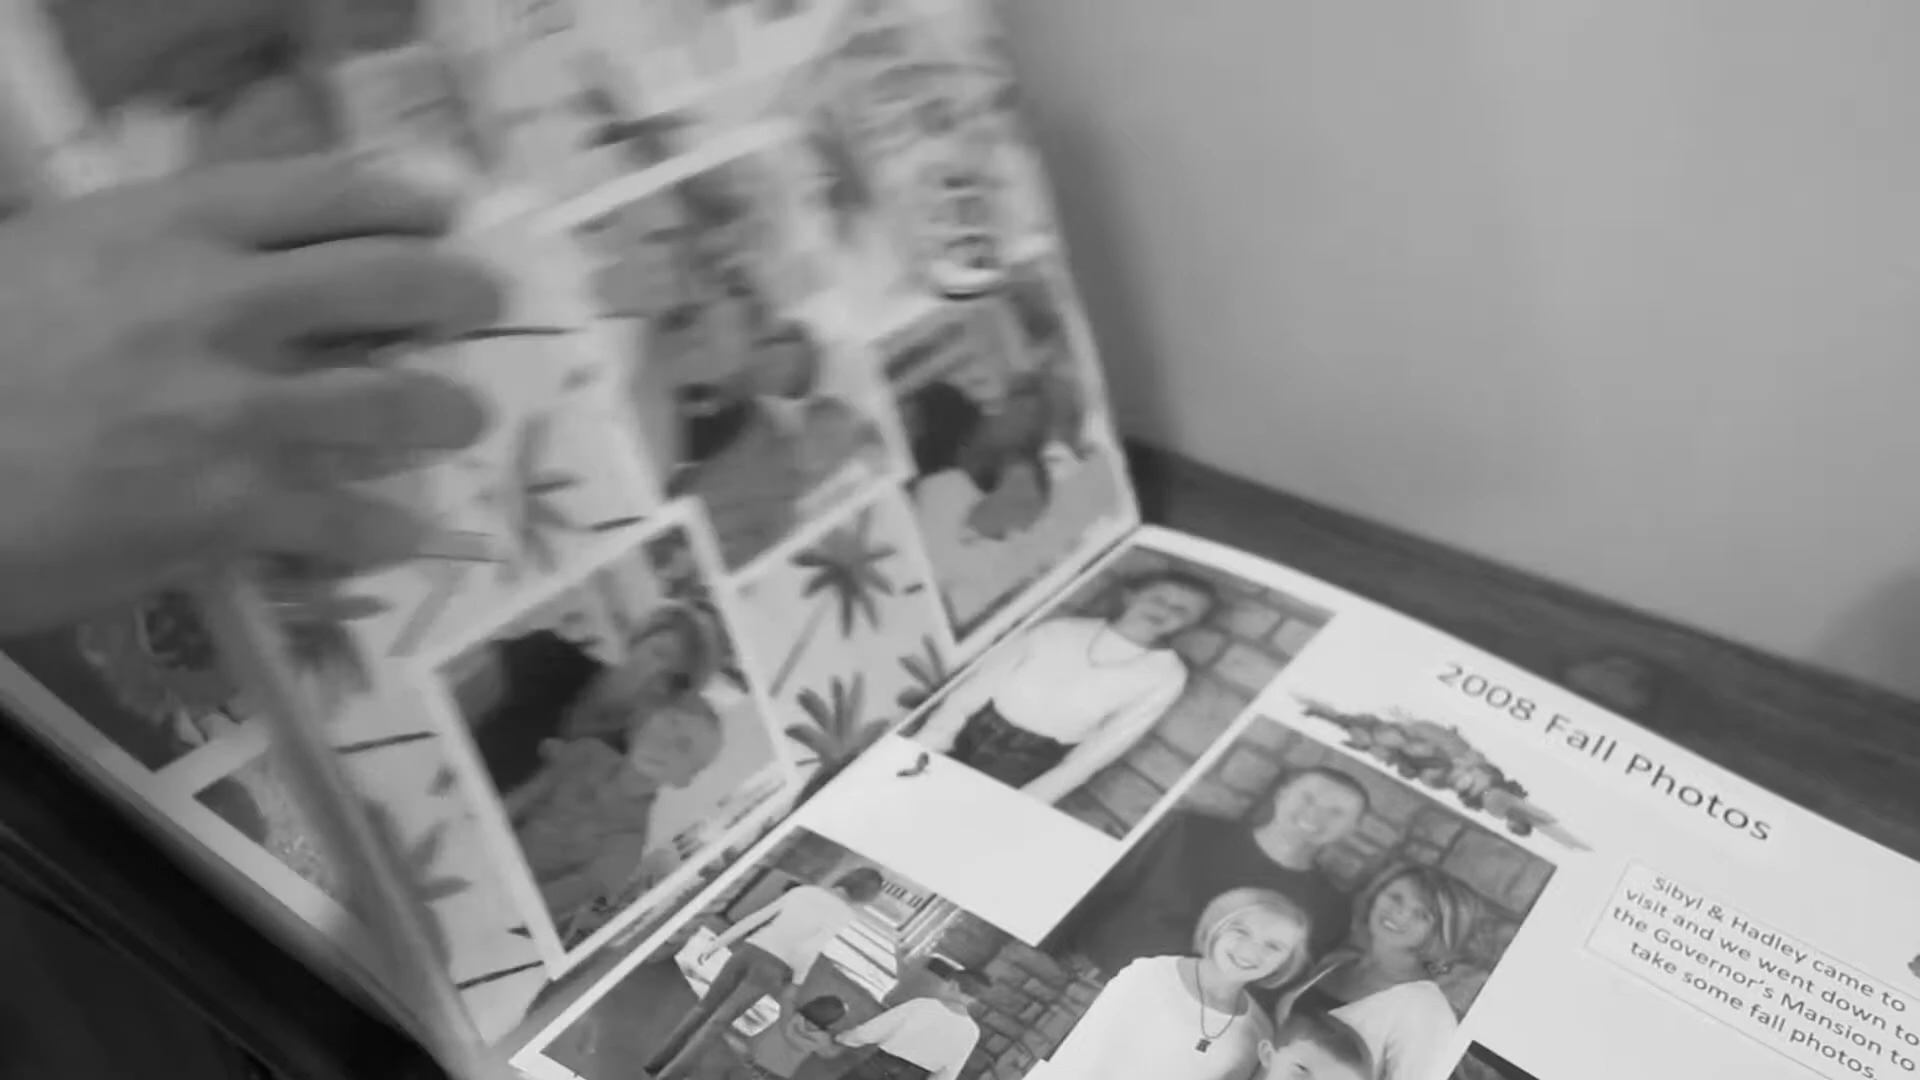 2008 Fall Photos
Sibyl & Hadley came to
visit and we went down to
the Governor's Mansion to
take some fall photos.